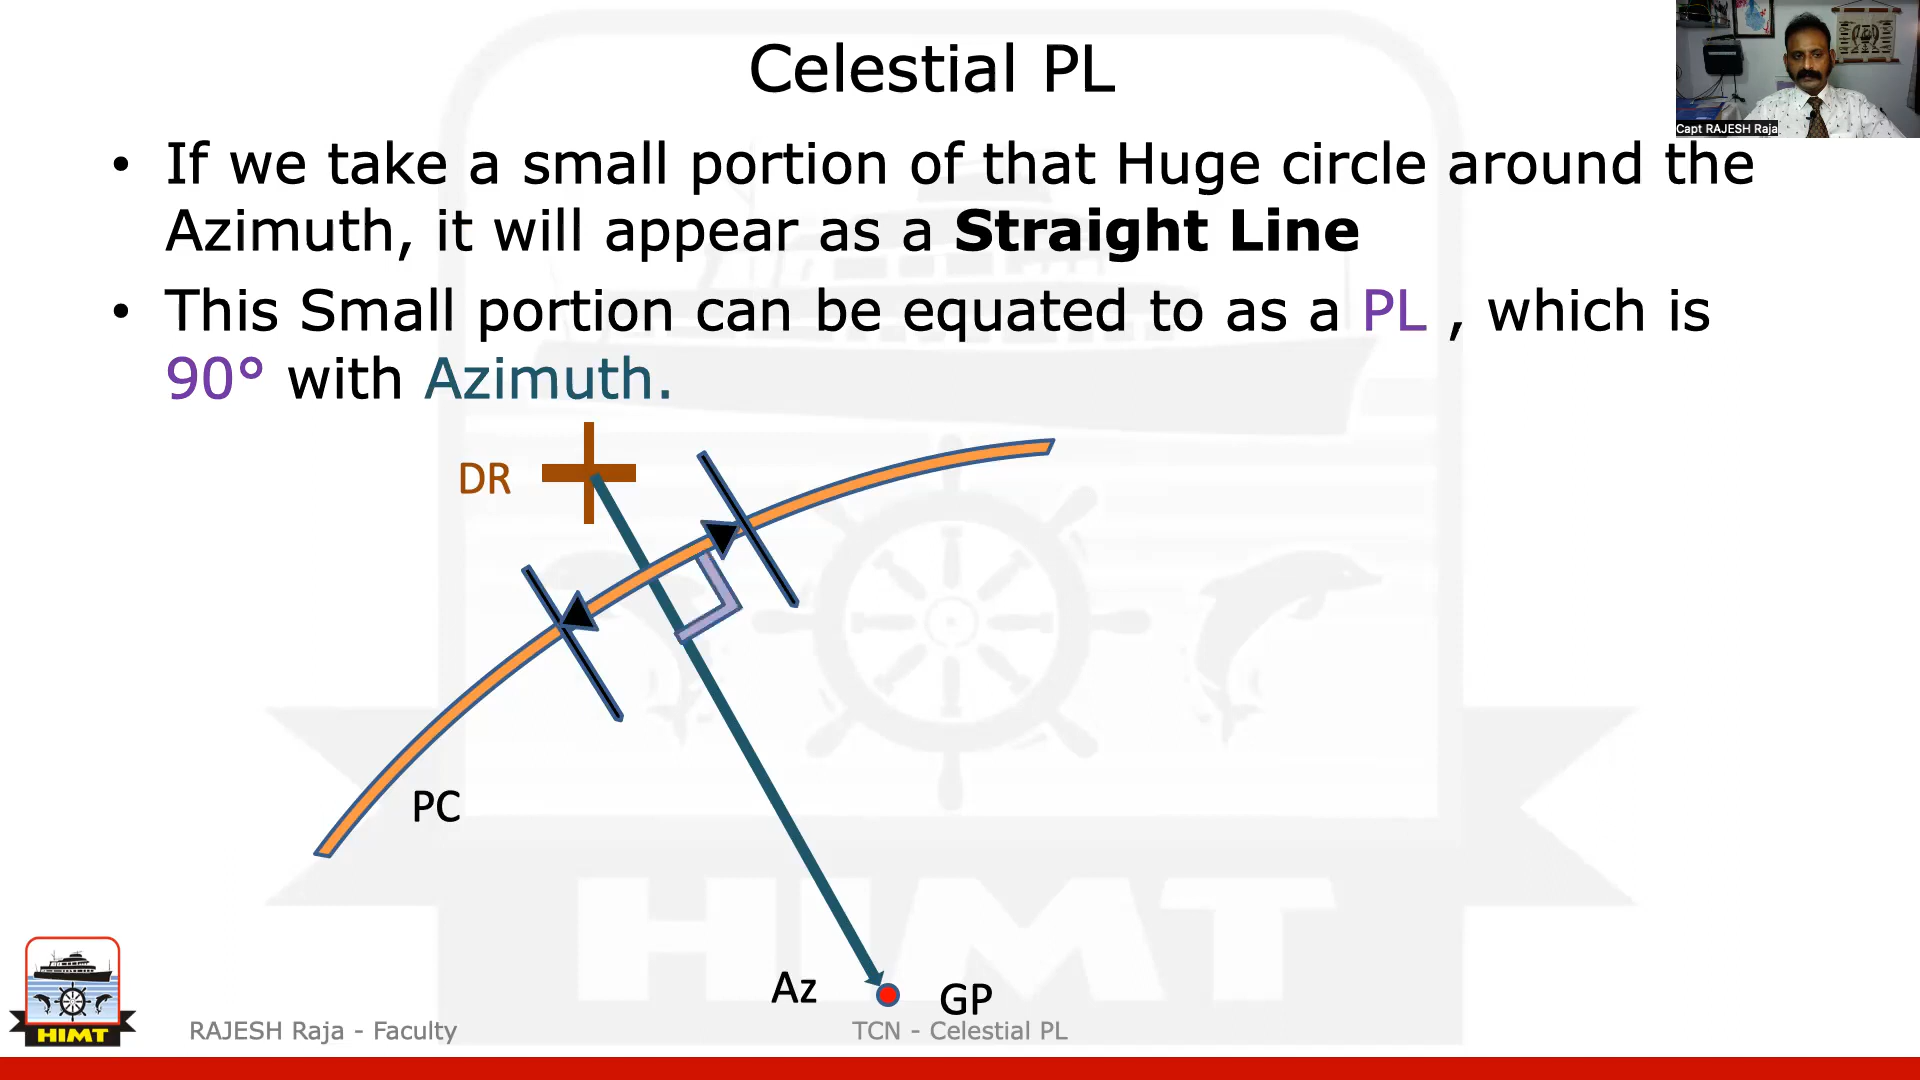 Celestial PL
Capt RAJESH Raja
• If we take a small portion of that Huge circle around the
Azimuth, it will appear as a Straight Line
• This Small portion can be equated to as a PL , which is
90° with Azimuth.
DR
PC
Az
GP
HIMT
HIMT
RAJESH Raja - Faculty
TCN - Celestial PL